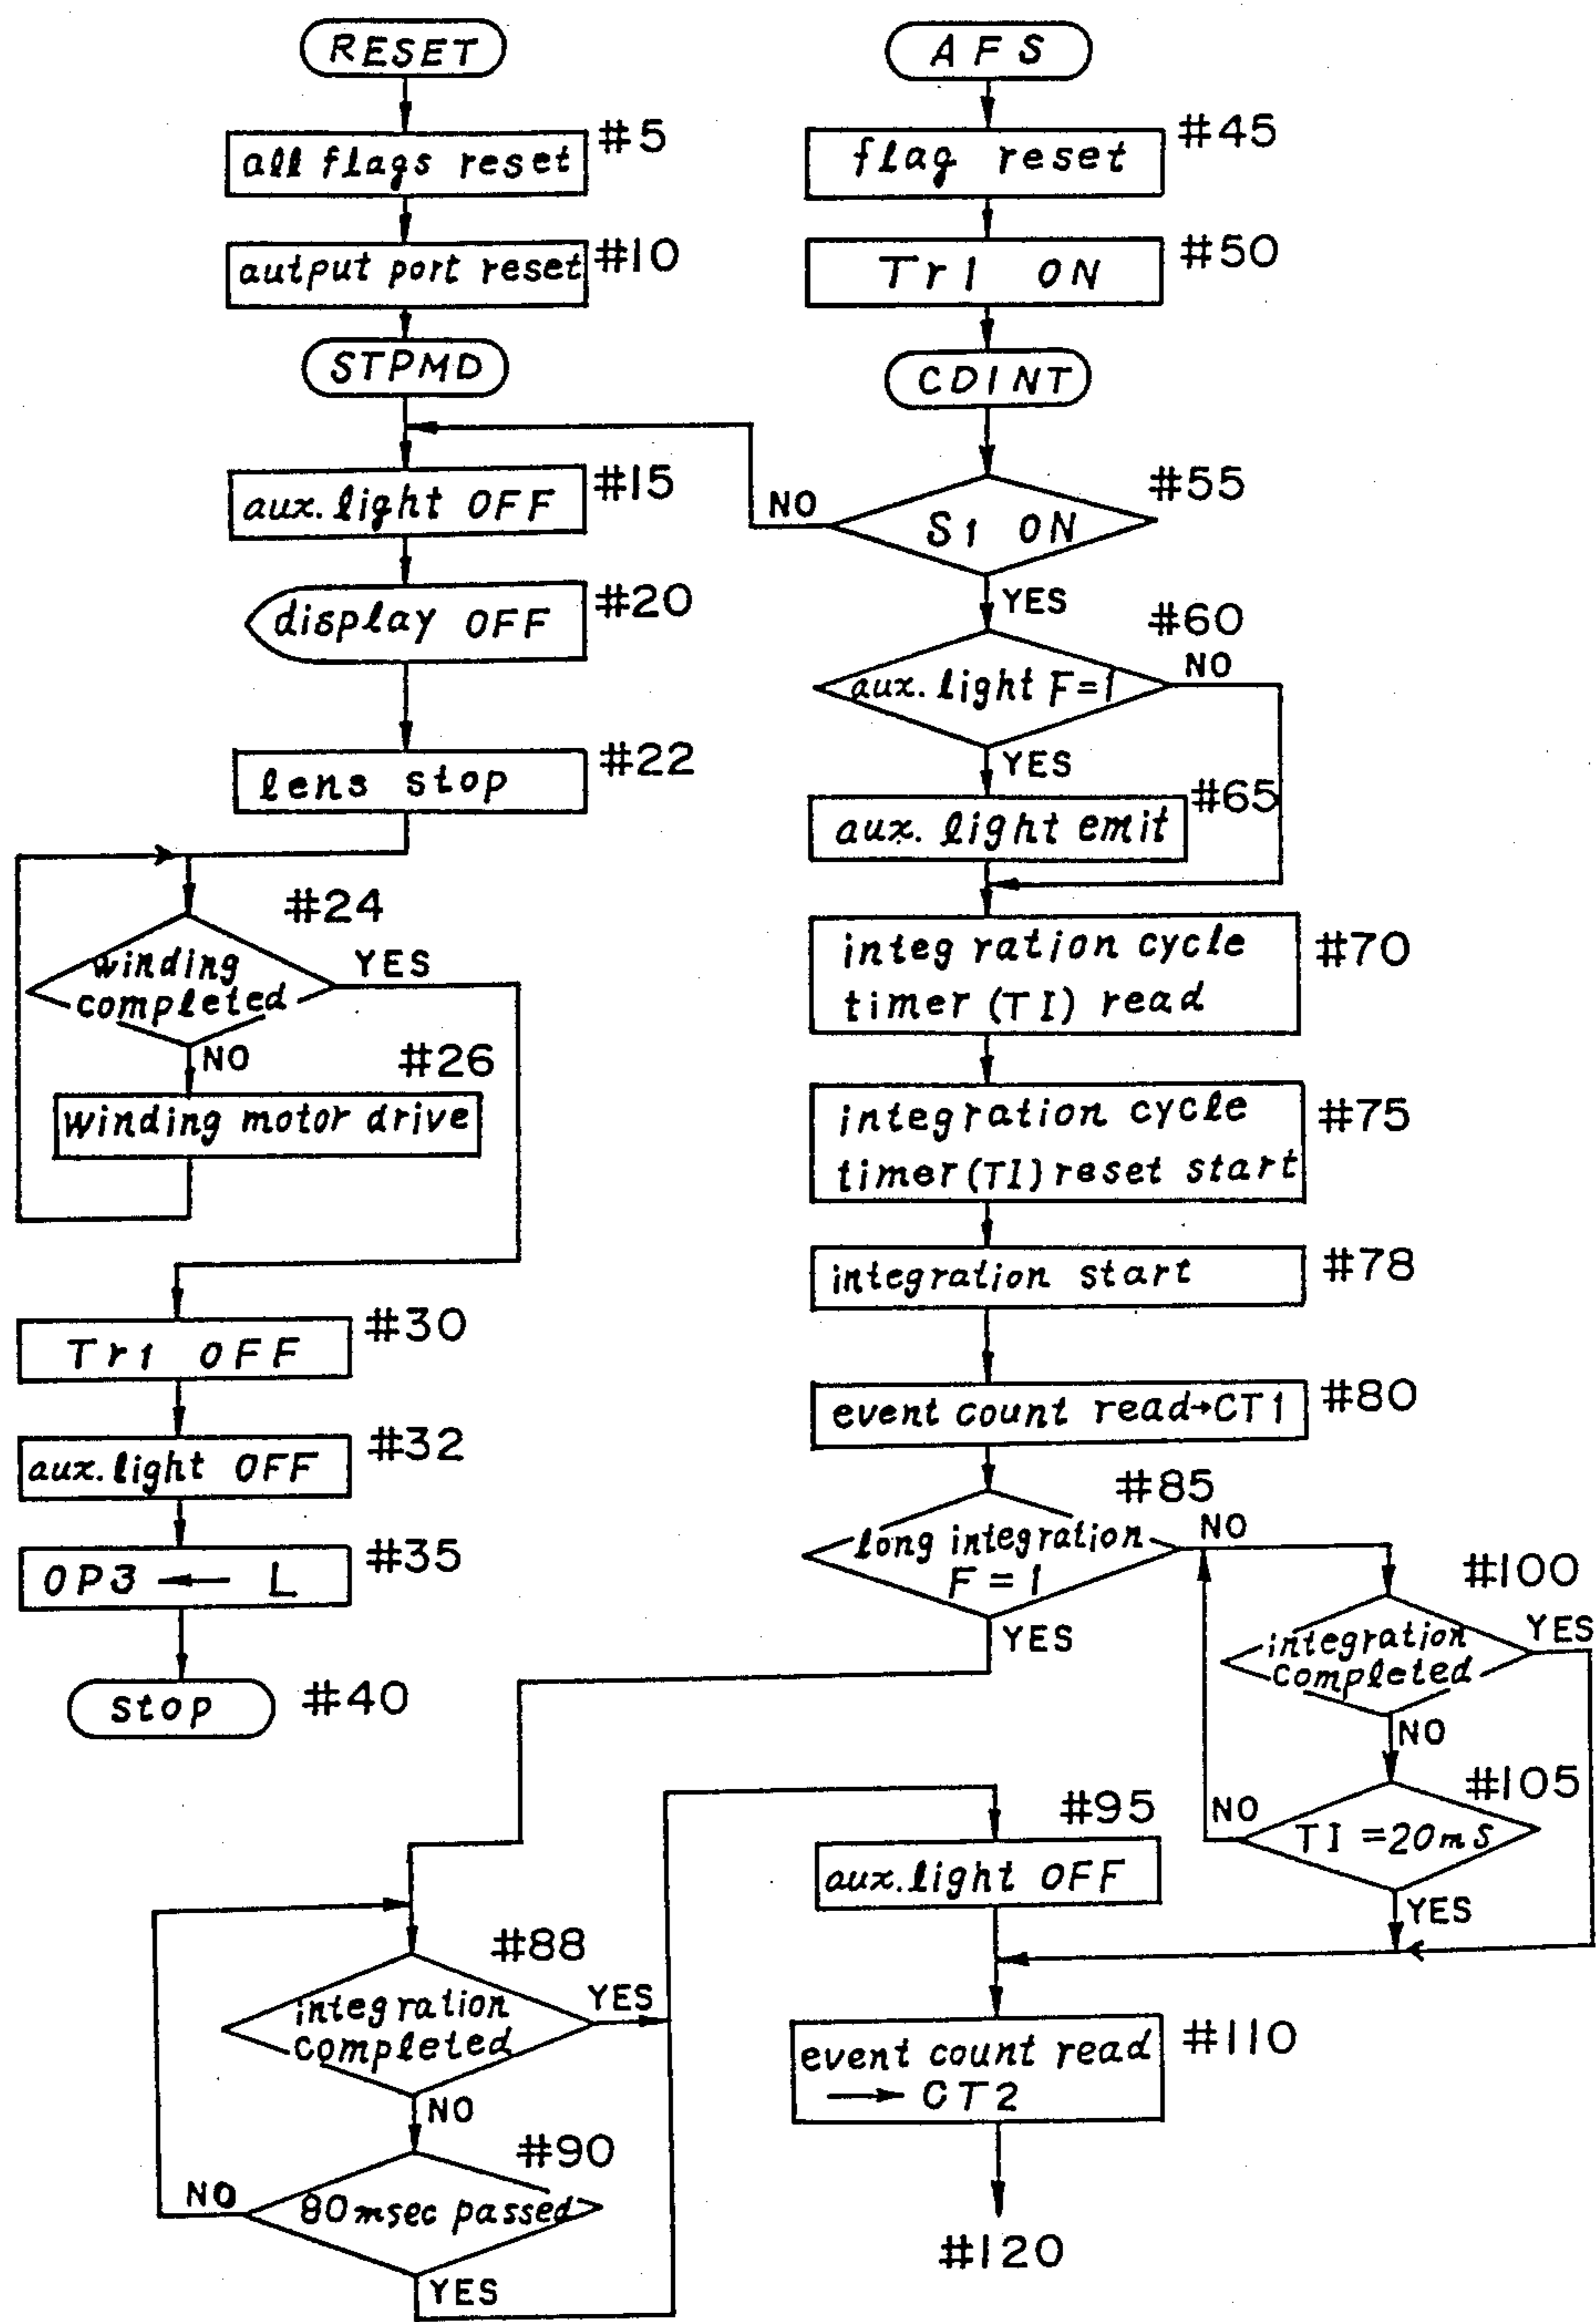 RESET
all flags reset
#5
autput port reset
#10
STPMD
aux. light OFF
#15
display OFF
#20
lens stop
#22
#24
winding
completed
YES
NO
#26
winding motor drive
Tr1 OFF
#30
aux. light OFF
#32
OP3 ← L
#35
stop
#40
AFS
flag reset
#45
Tr1 ON
#50
CDINT
#55
NO
S1 ON
YES
#60
NO
aux. light F=1
YES
#65
aux. light emit
integration cycle
timer (TI) read
#70
integration cycle
timer (TI) reset start
#75
integration start
#78
event count read→CT1
#80
#85
long integration
F = 1
NO
YES
#100
integration
completed
YES
NO
#105
NO
TI = 20mS
YES
#88
integration
completed
YES
NO
#90
NO
80msec passed
YES
#95
aux. light OFF
event count read
→ CT2
#110
#120